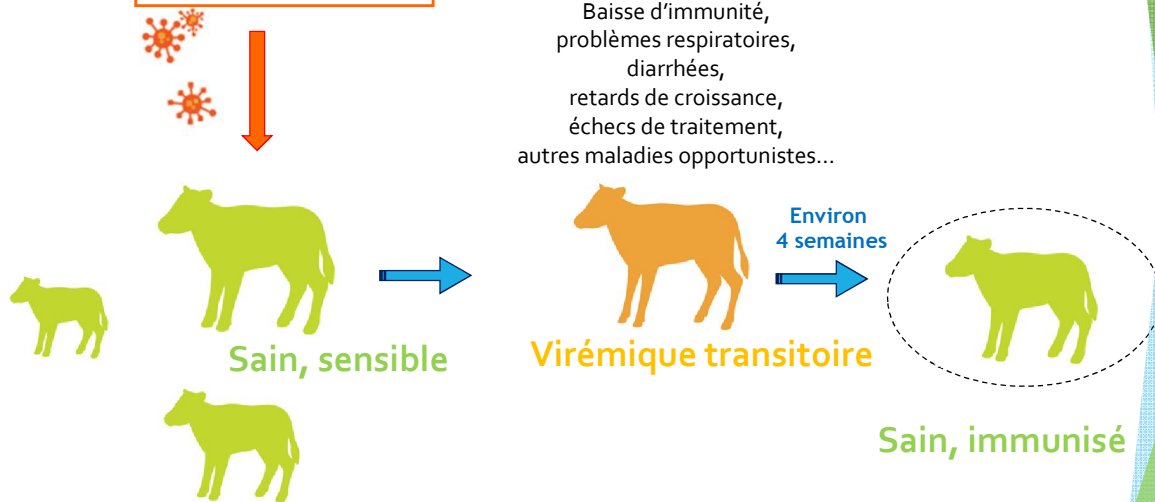 Baisse d’immunité,
problèmes respiratoires,
diarrhées,
retards de croissance,
échecs de traitement,
autres maladies opportunistes...
Environ
4 semaines
Sain, sensible
Virémique transitoire
Sain, immunisé